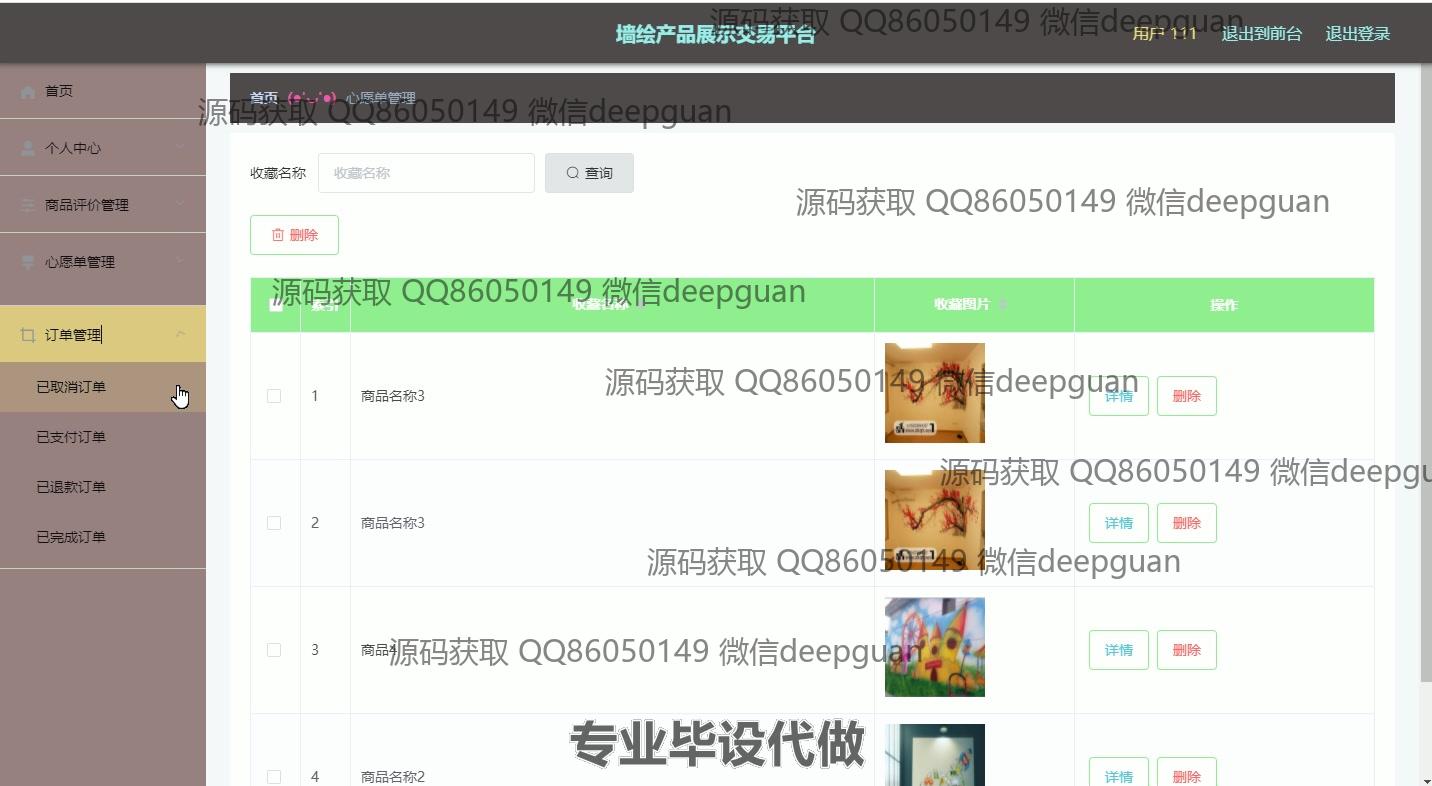 墙绘产品展示交易平台
用户 111
退出到前台
退出登录
源码获取 QQ86050149 微信deepguan
首页
个人中心
商品评价管理
心愿单管理
订单管理
已取消订单
已支付订单
已退款订单
已完成订单
首页 (●'◡'●) 心愿单管理
源码获取 QQ86050149 微信deepguan
收藏名称 收藏名称 查询
源码获取 QQ86050149 微信deepguan
删除
源码获取 QQ86050149 微信deepguan
索引 收藏名称 收藏图片 操作
源码获取 QQ86050149 微信deepguan
1 商品名称3 详情 删除
源码获取 QQ86050149 微信deepgu
2 商品名称3 详情 删除
源码获取 QQ86050149 微信deepguan
3 商品4 详情 删除
源码获取 QQ86050149 微信deepguan
专业毕设代做
4 商品名称2 详情 删除